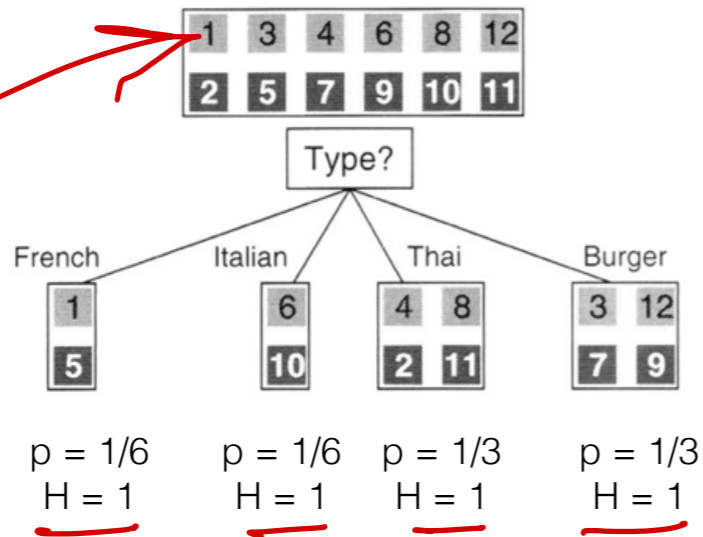 1 3 4 6 8 12
2 5 7 9 10 11
Type?
French Italian Thai Burger
1 6 4 8 3 12
5 10 2 11 7 9
p = 1/6 p = 1/6 p = 1/3 p = 1/3
H = 1 H = 1 H = 1 H = 1